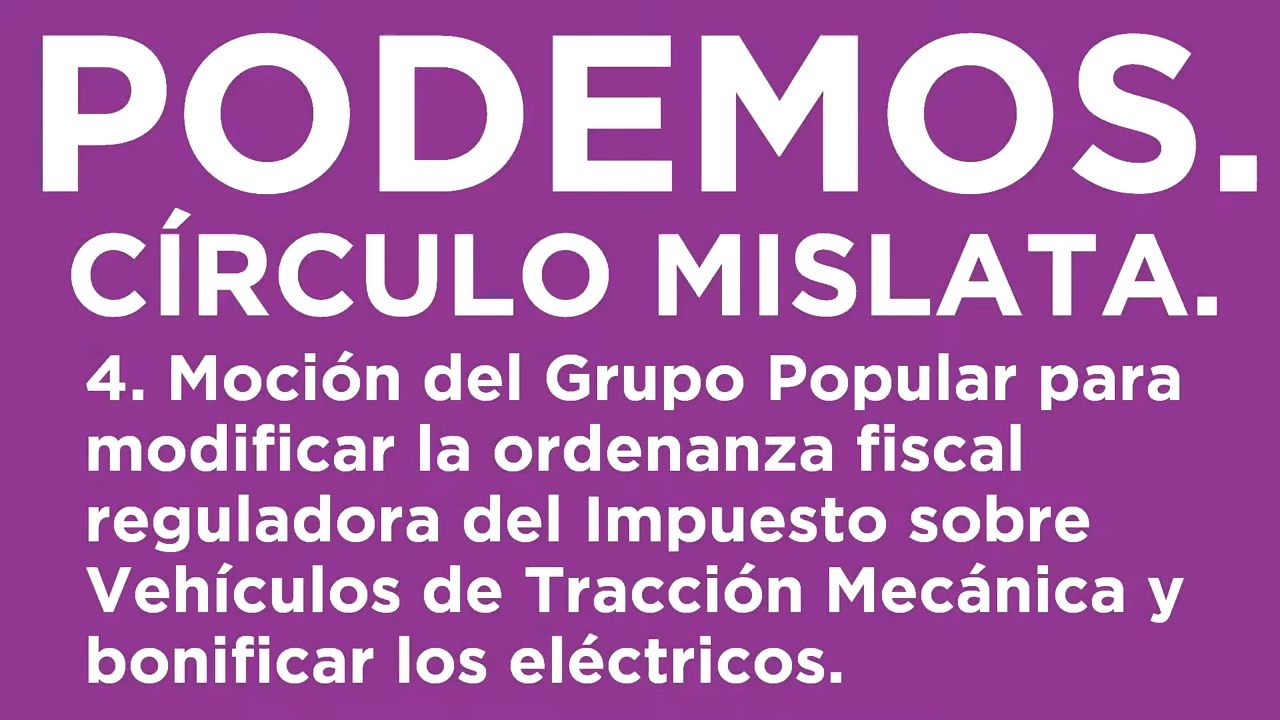 PODEMOS.
CÍRCULO MISLATA.
4. Moción del Grupo Popular para
modificar la ordenanza fiscal
reguladora del Impuesto sobre
Vehículos de Tracción Mecánica y
bonificar los eléctricos.